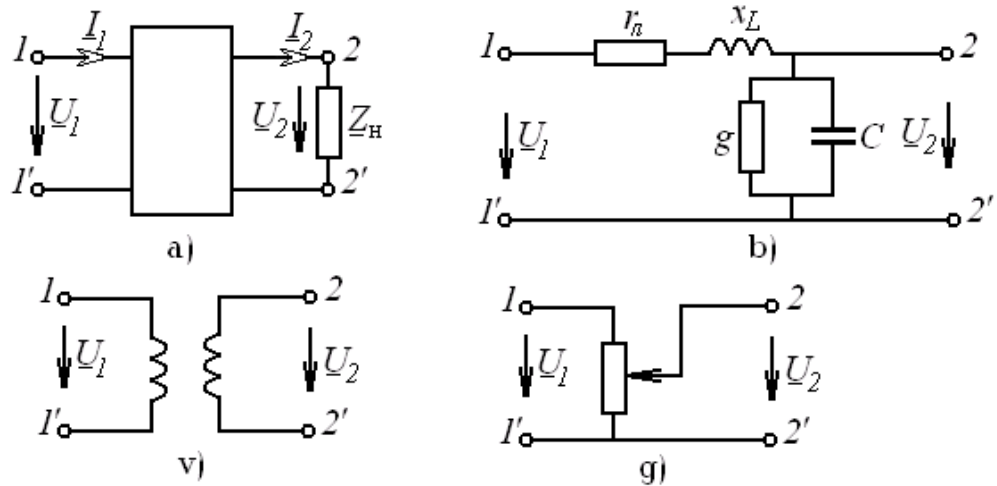 1 I1 I2 2
U1 U2 Zн
1' 2'
a)
1 rл xL 2
U1 g C U2
1' 2'
b)
1 2
U1 U2
1' 2'
v)
1 2
U1 U2
1' 2'
g)